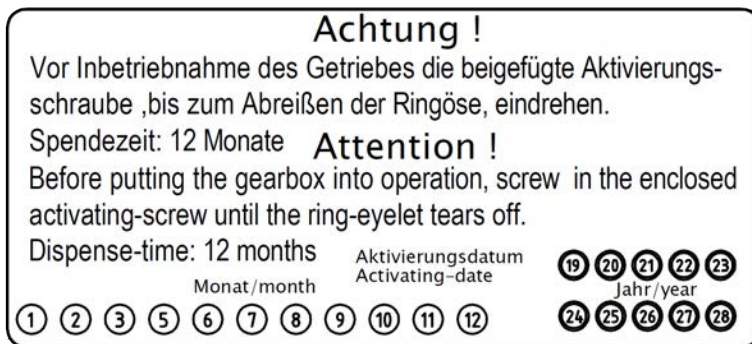 Achtung !
Vor Inbetriebnahme des Getriebes die beigefügte Aktivierungs-
schraube ,bis zum Abreißen der Ringöse, eindrehen.
Spendezeit: 12 Monate
Attention !
Before putting the gearbox into operation, screw in the enclosed
activating-screw until the ring-eyelet tears off.
Dispense-time: 12 months
Aktivierungsdatum
Activating-date
Monat/month
1 2 3 5 6 7 8 9 10 11 12
19 20 21 22 23
Jahr/year
24 25 26 27 28